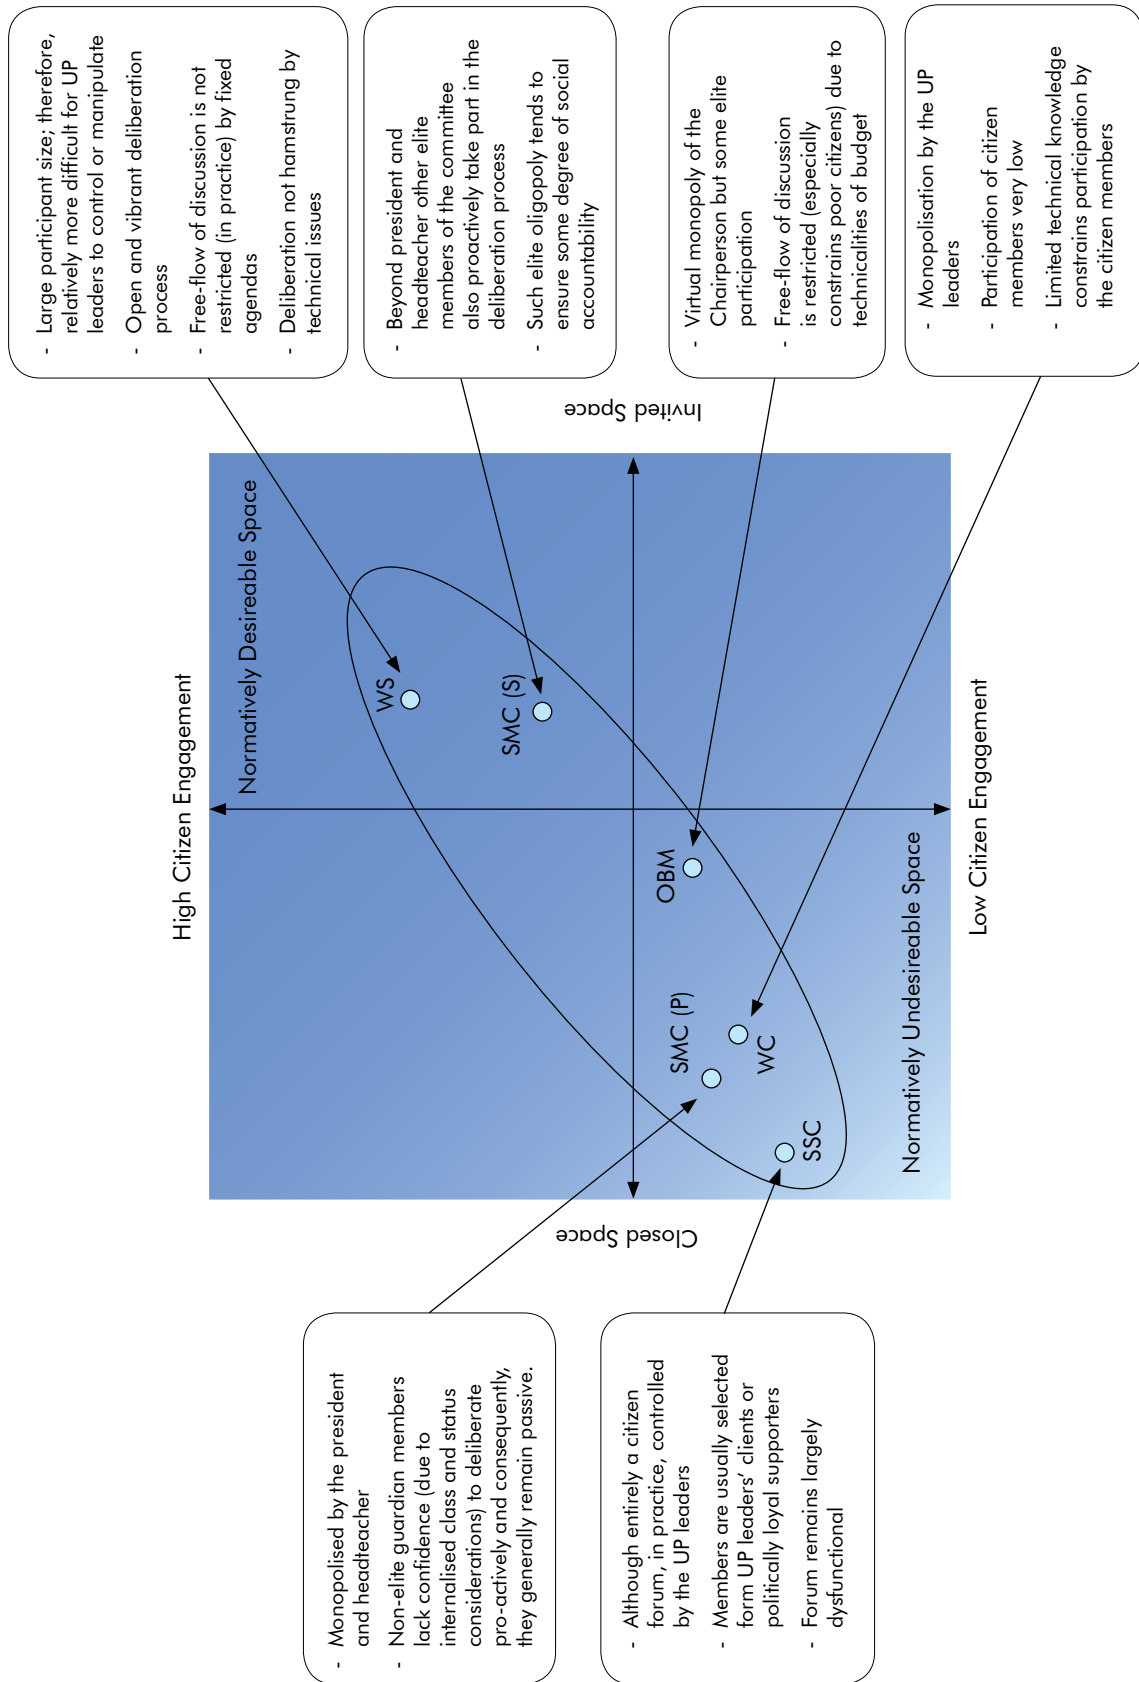 - Large participant size; therefore,
relatively more difficult for UP
leaders to control or manipulate
- Open and vibrant deliberation
process
- Free-flow of discussion is not
restricted (in practice) by fixed
agendas
- Deliberation not hamstrung by
technical issues
- Beyond president and
headteacher other elite
members of the committee
also proactively take part in the
deliberation process
- Such elite oligopoly tends to
ensure some degree of social
accountability
- Virtual monopoly of the
Chairperson but some elite
participation
- Free-flow of discussion
is restricted (especially
constrains poor citizens) due to
technicalities of budget
- Monopolisation by the UP
leaders
- Participation of citizen
members very low
- Limited technical knowledge
constrains participation by
the citizen members
Invited Space
High Citizen Engagement
Normatively Desireable Space
WS
SMC (S)
OBM
SMC (P)
WC
SSC
Normatively Undesireable Space
Low Citizen Engagement
Closed Space
- Monopolised by the president
and headteacher
- Non-elite guardian members
lack confidence (due to
internalised class and status
considerations) to deliberate
pro-actively and consequently,
they generally remain passive.
- Although entirely a citizen
forum, in practice, controlled
by the UP leaders
- Members are usually selected
form UP leaders’ clients or
politically loyal supporters
- Forum remains largely
dysfunctional